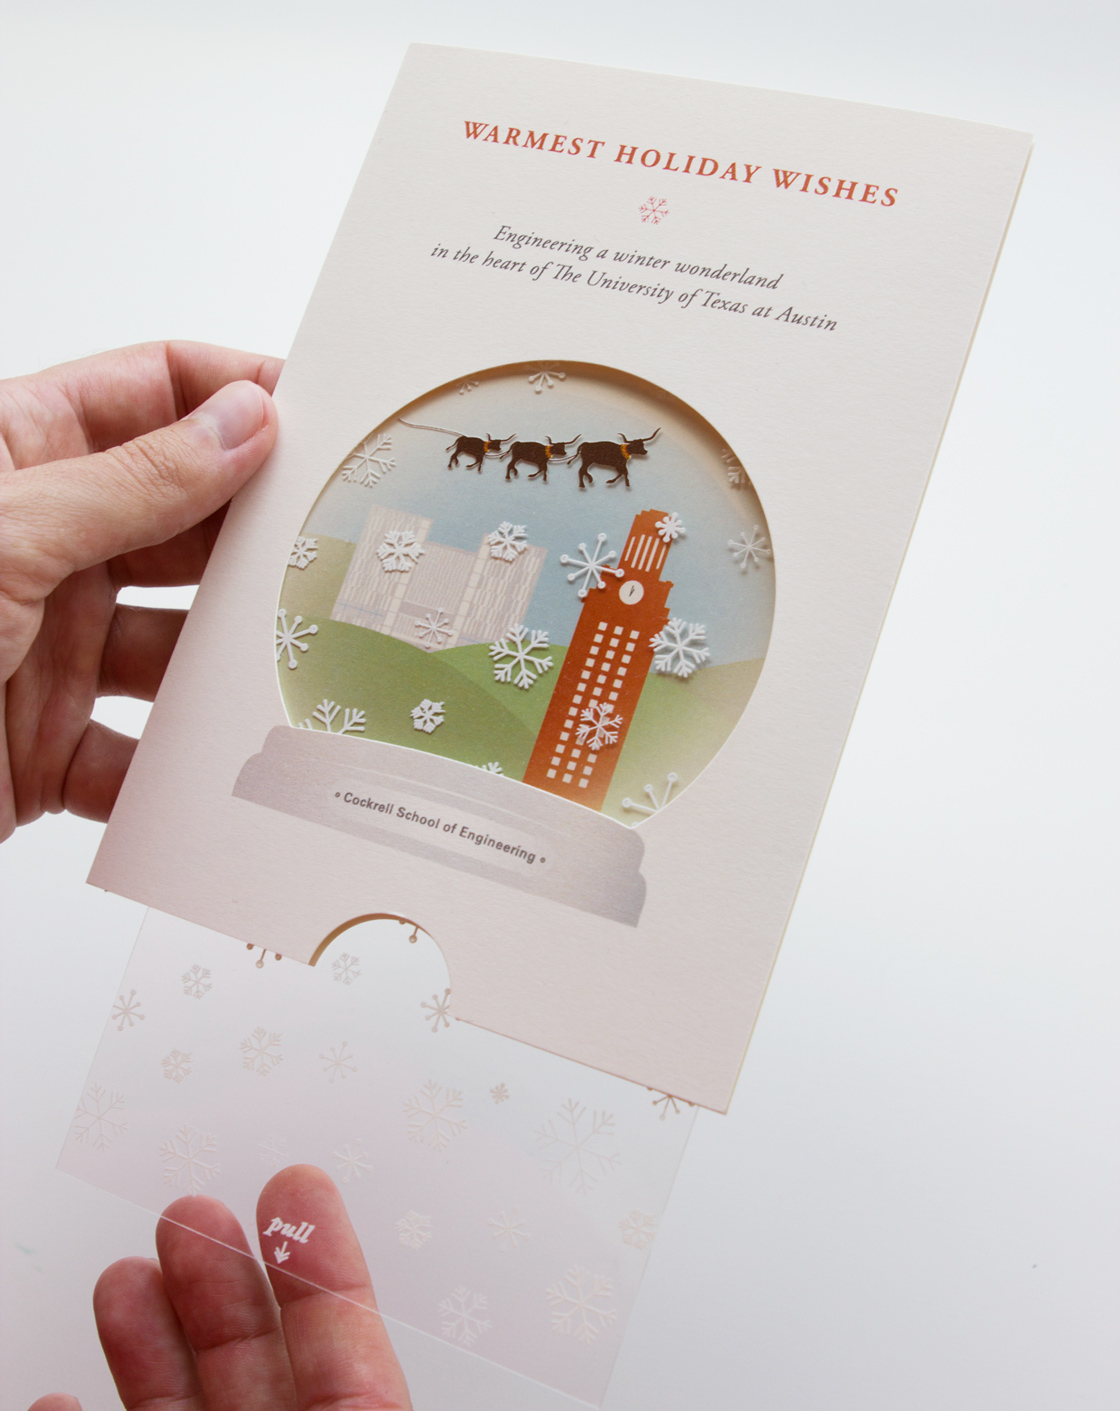 WARMEST HOLIDAY WISHES
Engineering a winter wonderland
in the heart of The University of Texas at Austin
• Cockrell School of Engineering •
pull